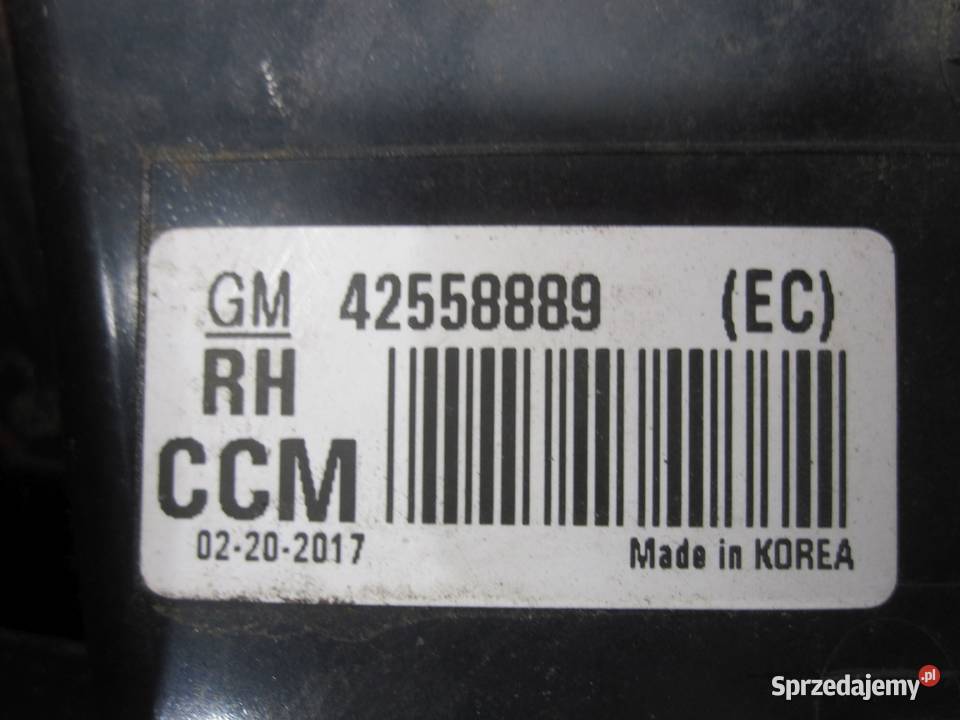 GM 42558889 (EC)
RH
CCM
02-20-2017 Made in KOREA
Sprzedajemy.pl